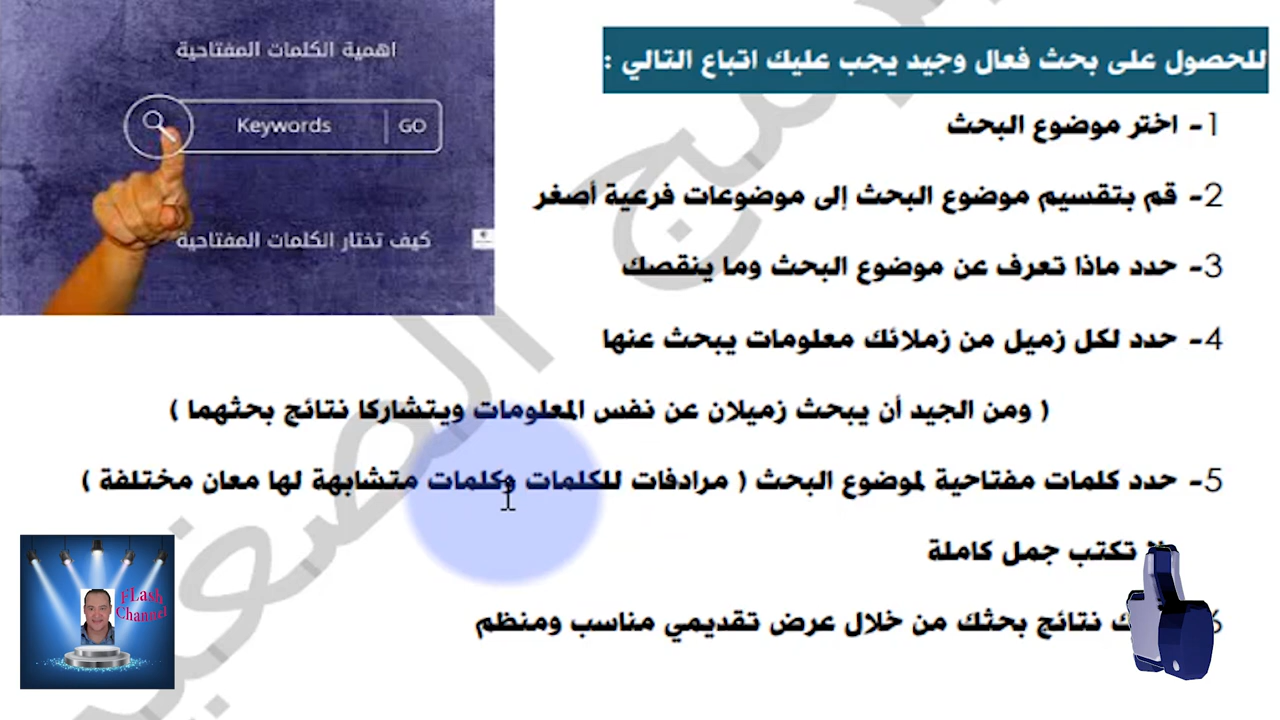 للحصول على بحث فعال وجيد يجب عليك اتباع التالي :
1- اختر موضوع البحث
2- قم بتقسيم موضوع البحث إلى موضوعات فرعية أصغر
3- حدد ماذا تعرف عن موضوع البحث وما ينقصك
4- حدد لكل زميل من زملائك معلومات يبحث عنها
( ومن الجيد أن يبحث زميلان عن نفس المعلومات ويتشاركا نتائج بحثهما )
5- حدد كلمات مفتاحية لموضوع البحث ( مرادفات للكلمات وكلمات متشابهة لها معان مختلفة )
تكتب جمل كاملة
نتائج بحثك من خلال عرض تقديمي مناسب ومنظم
اهمية الكلمات المفتاحية
Keywords GO
كيف تختار الكلمات المفتاحية
FLash
Channel